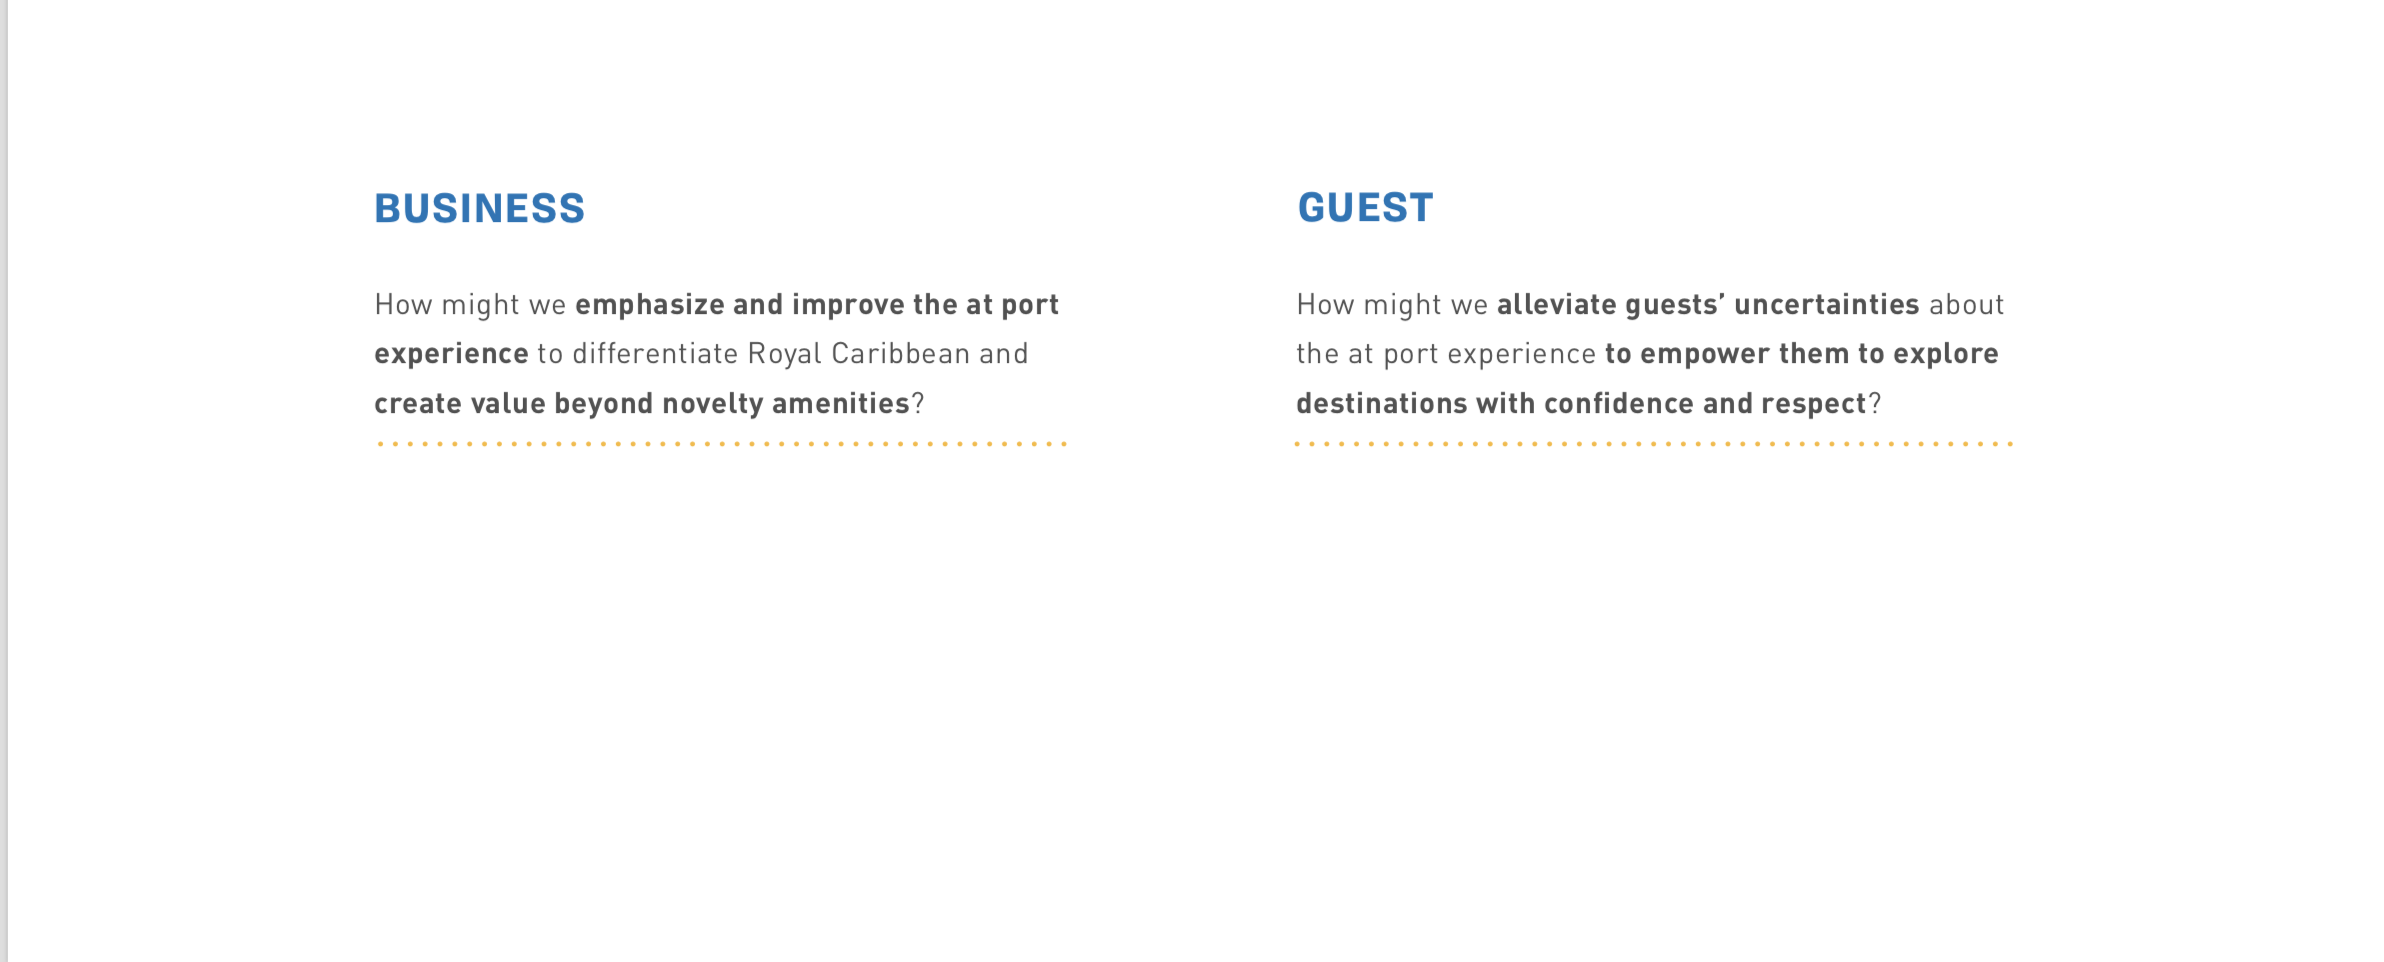 BUSINESS
How might we emphasize and improve the at port
experience to differentiate Royal Caribbean and
create value beyond novelty amenities?
GUEST
How might we alleviate guests’ uncertainties about
the at port experience to empower them to explore
destinations with confidence and respect?